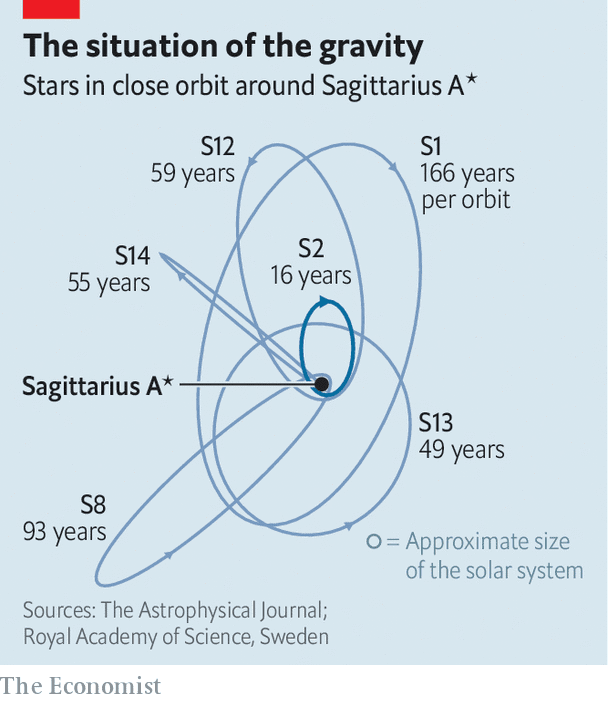 The situation of the gravity
Stars in close orbit around Sagittarius A★
S12
59 years
S1
166 years
per orbit
S14
55 years
S2
16 years
Sagittarius A★
S13
49 years
S8
93 years
= Approximate size
of the solar system
Sources: The Astrophysical Journal;
Royal Academy of Science, Sweden
The Economist